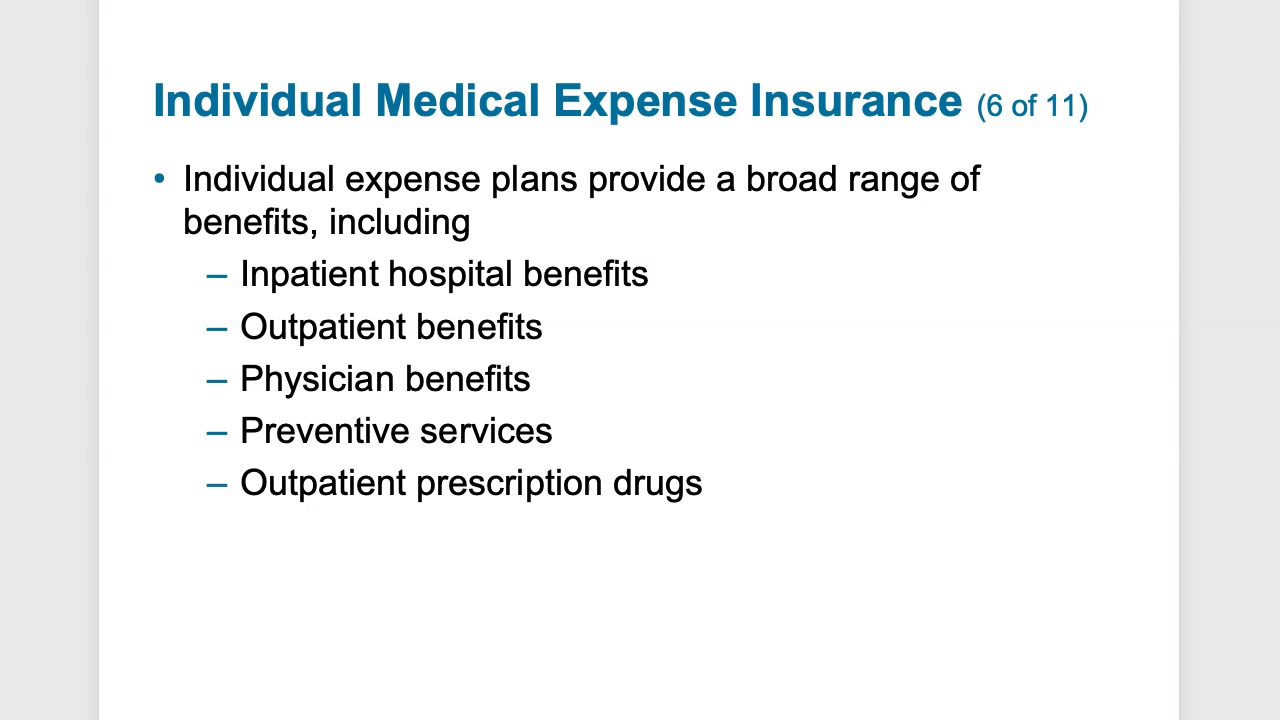 Individual Medical Expense Insurance (6 of 11)
• Individual expense plans provide a broad range of
benefits, including
– Inpatient hospital benefits
– Outpatient benefits
– Physician benefits
– Preventive services
– Outpatient prescription drugs